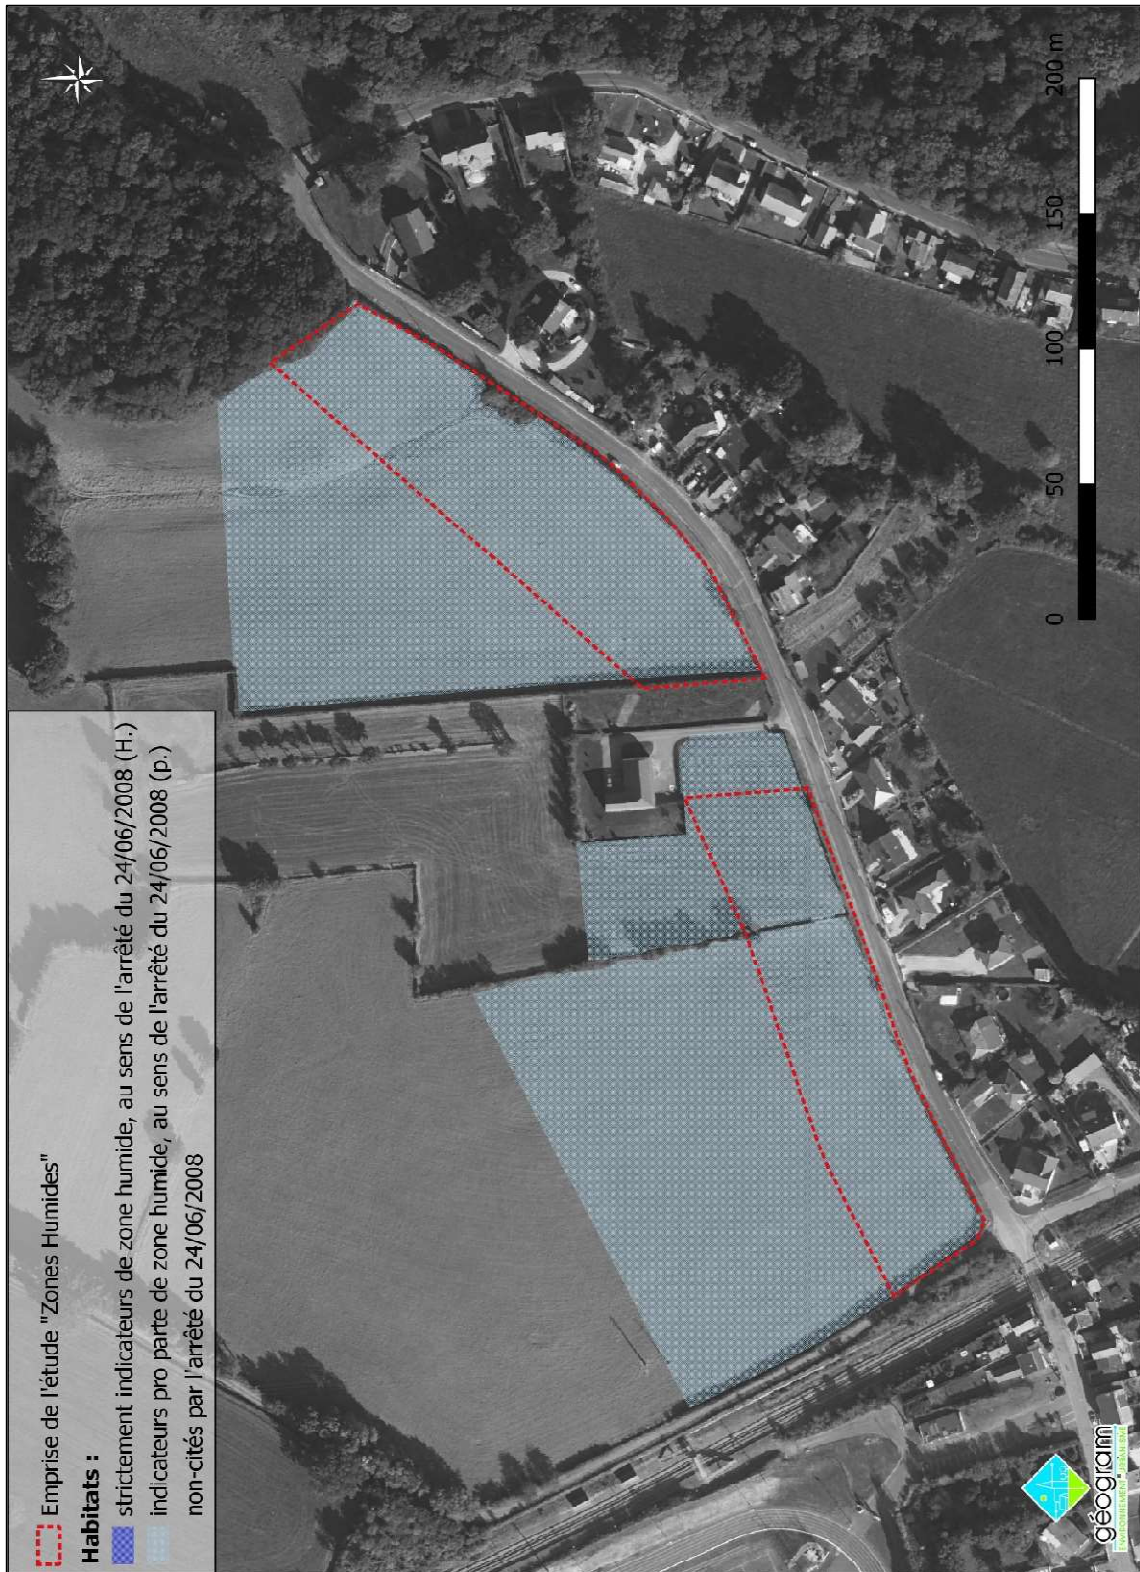 Emprise de l'étude "Zones Humides"
Habitats :
strictement indicateurs de zone humide, au sens de l'arrêté du 24/06/2008 (H.)
indicateurs pro parte de zone humide, au sens de l'arrêté du 24/06/2008 (p.)
non-cités par l'arrêté du 24/06/2008
0 50 100 150 200 m
géogram
ENVIRONNEMENT URBANISME